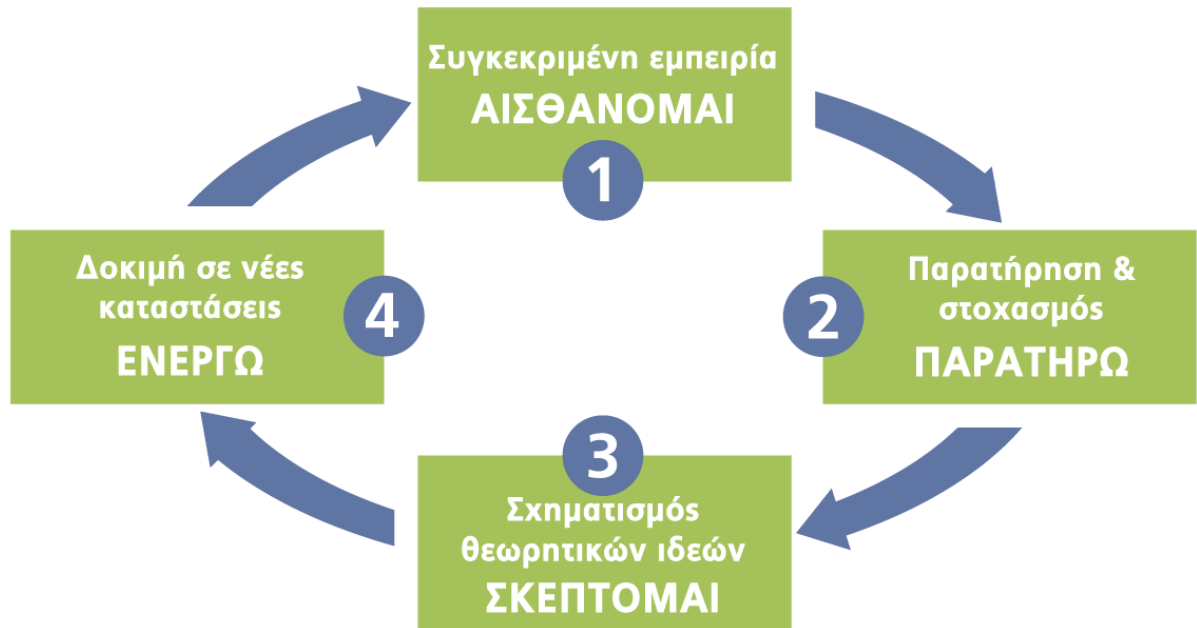 Συγκεκριμένη εμπειρία
ΑΙΣΘΑΝΟΜΑΙ
1
Παρατήρηση &
στοχασμός
ΠΑΡΑΤΗΡΩ
2
3
Σχηματισμός
θεωρητικών ιδεών
ΣΚΕΠΤΟΜΑΙ
Δοκιμή σε νέες
καταστάσεις
ΕΝΕΡΓΩ
4